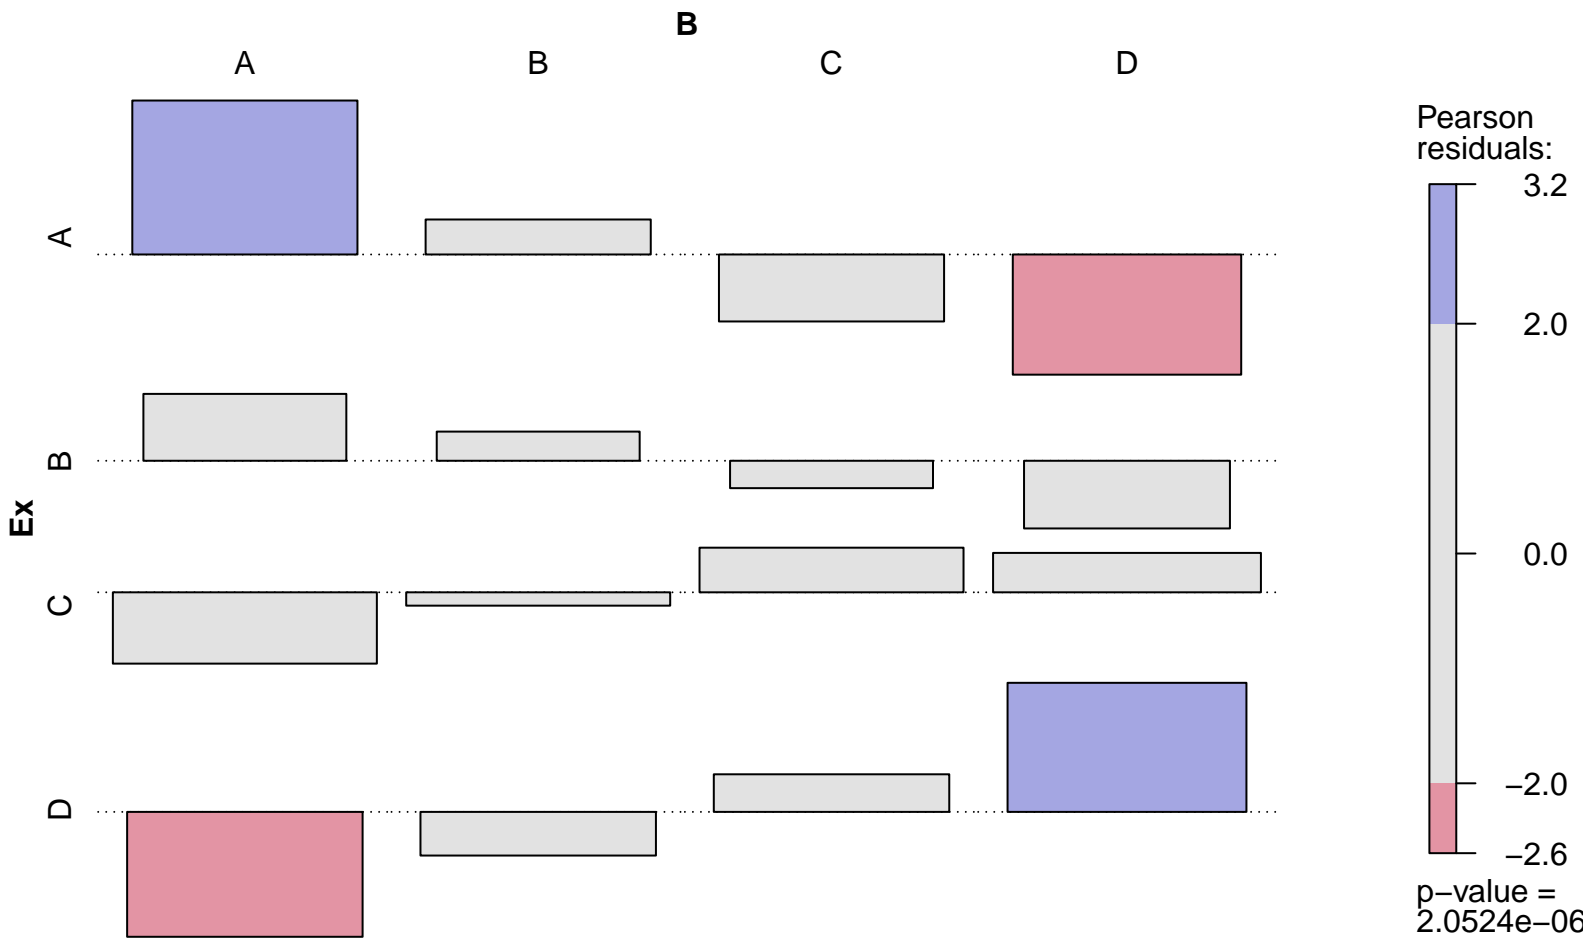 B
A B C D
Pearson
residuals:
3.2
2.0
0.0
−2.0
−2.6
p−value =
2.0524e−06
Ex
A
B
C
D